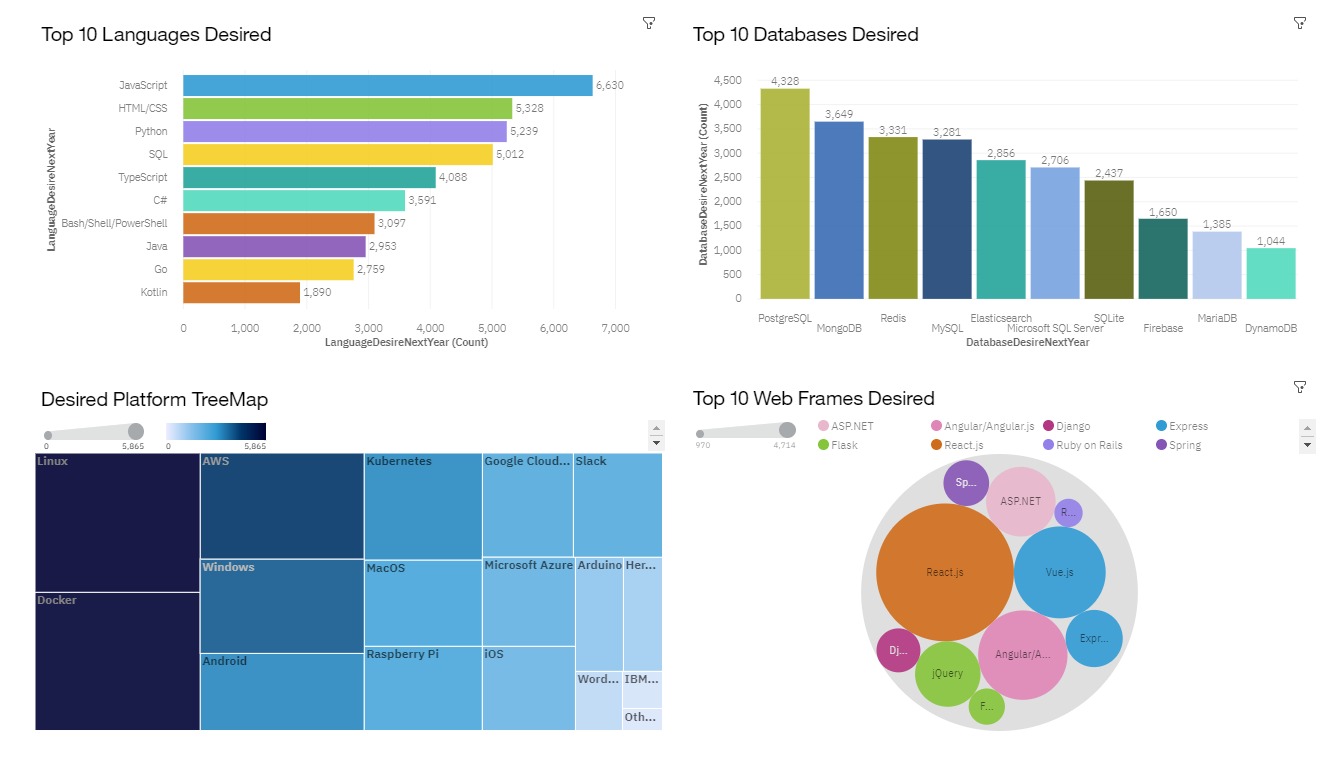 Top 10 Languages Desired
LanguageDesireNextYear
JavaScript 6,630
HTML/CSS 5,328
Python 5,239
SQL 5,012
TypeScript 4,088
C# 3,591
Bash/Shell/PowerShell 3,097
Java 2,953
Go 2,759
Kotlin 1,890
0 1,000 2,000 3,000 4,000 5,000 6,000 7,000
LanguageDesireNextYear (Count)
Top 10 Databases Desired
DatabaseDesireNextYear (Count)
4,500
4,000
3,500
3,000
2,500
2,000
1,500
1,000
500
0
4,328 3,649 3,331 3,281 2,856 2,706 2,437 1,650 1,385 1,044
PostgreSQL MongoDB Redis MySQL Elasticsearch Microsoft SQL Server SQLite Firebase MariaDB DynamoDB
DatabaseDesireNextYear
Desired Platform TreeMap
0 5,865 0 5,865
Linux AWS Kubernetes Google Cloud... Slack
Windows MacOS Microsoft Azure Arduino Her...
Docker
Android Raspberry Pi iOS
Word... IBM...
Oth...
Top 10 Web Frames Desired
970 4,714
ASP.NET Angular/Angular.js Django Express
Flask React.js Ruby on Rails Spring
Sp...
ASP.NET
R...
React.js Vue.js
Expr...
Dj... Angular/A...
jQuery
F...